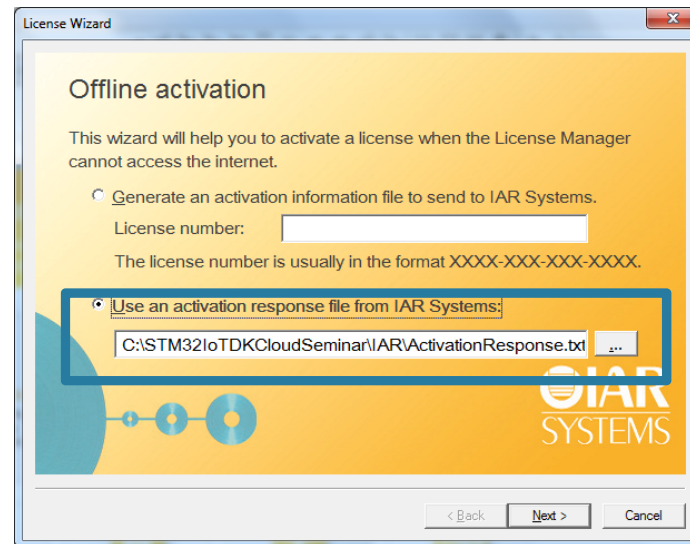 License Wizard
Offline activation
This wizard will help you to activate a license when the License Manager
cannot access the internet.
Generate an activation information file to send to IAR Systems.
License number:
The license number is usually in the format XXXX-XXX-XXX-XXXX.
Use an activation response file from IAR Systems:
C:\STM32IoTDKCloudSeminar\IAR\ActivationResponse.txt
...
IAR
SYSTEMS
< Back
Next >
Cancel